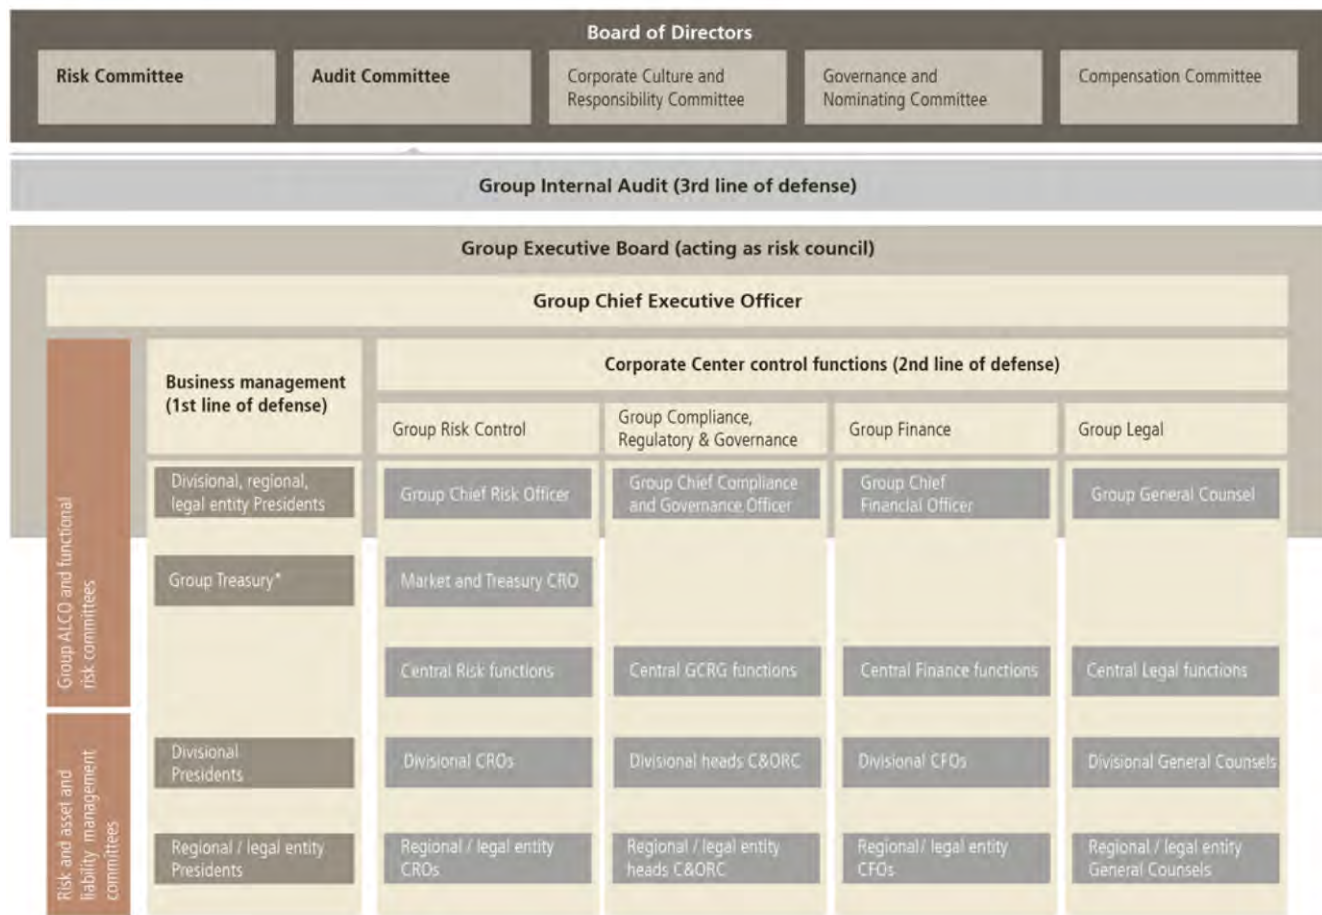 Board of Directors
Risk Committee
Audit Committee
Corporate Culture and
Responsibility Committee
Governance and
Nominating Committee
Compensation Committee
Group Internal Audit (3rd line of defense)
Group Executive Board (acting as risk council)
Group Chief Executive Officer
Group ALCO and functional
risk committees
Risk and asset and
liability management
committees
Business management
(1st line of defense)
Corporate Center control functions (2nd line of defense)
Group Risk Control
Group Compliance,
Regulatory & Governance
Group Finance
Group Legal
Divisional, regional,
legal entity Presidents
Group Chief Risk Officer
Group Chief Compliance
and Governance Officer
Group Chief
Financial Officer
Group General Counsel
Group Treasury*
Market and Treasury CRO
Central Risk functions
Central GCRG functions
Central Finance functions
Central Legal functions
Divisional
Presidents
Divisional CROs
Divisional heads C&ORC
Divisional CFOs
Divisional General Counsels
Regional / legal entity
Presidents
Regional / legal entity
CROs
Regional / legal entity
heads C&ORC
Regional/ legal entity
CFOs
Regional / legal entity
General Counsels